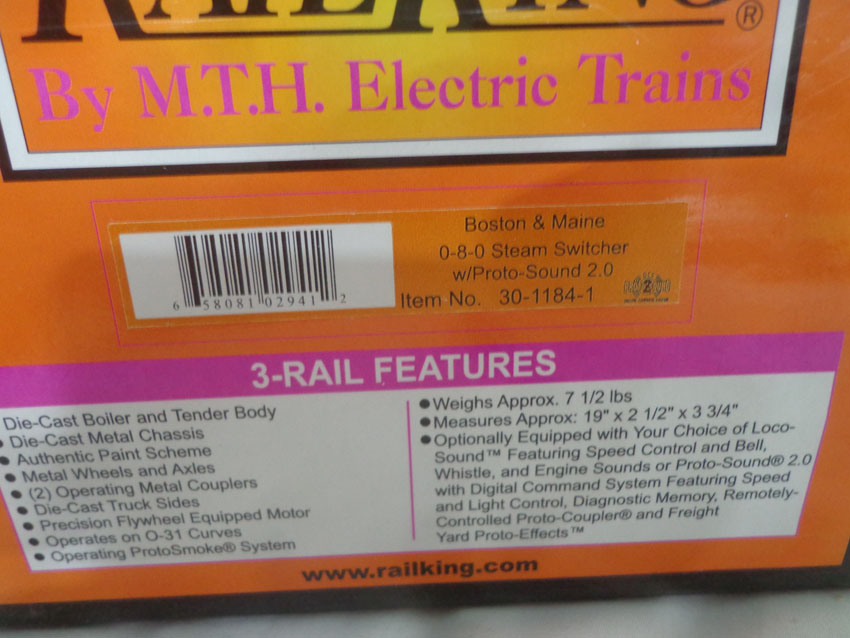 RAILKING®
By M.T.H. Electric Trains
Boston & Maine
0-8-0 Steam Switcher
w/Proto-Sound 2.0
Item No. 30-1184-1
6 58081 02941 2
3-RAIL FEATURES
Die-Cast Boiler and Tender Body
• Die-Cast Metal Chassis
• Authentic Paint Scheme
• Metal Wheels and Axles
• (2) Operating Metal Couplers
• Die-Cast Truck Sides
• Precision Flywheel Equipped Motor
• Operates on O-31 Curves
• Operating ProtoSmoke® System
• Weighs Approx. 7 1/2 lbs
• Measures Approx: 19" x 2 1/2" x 3 3/4"
• Optionally Equipped with Your Choice of Loco-
Sound™ Featuring Speed Control and Bell,
Whistle, and Engine Sounds or Proto-Sound® 2.0
with Digital Command System Featuring Speed
and Light Control, Diagnostic Memory, Remotely-
Controlled Proto-Coupler® and Freight
Yard Proto-Effects™
www.railking.com